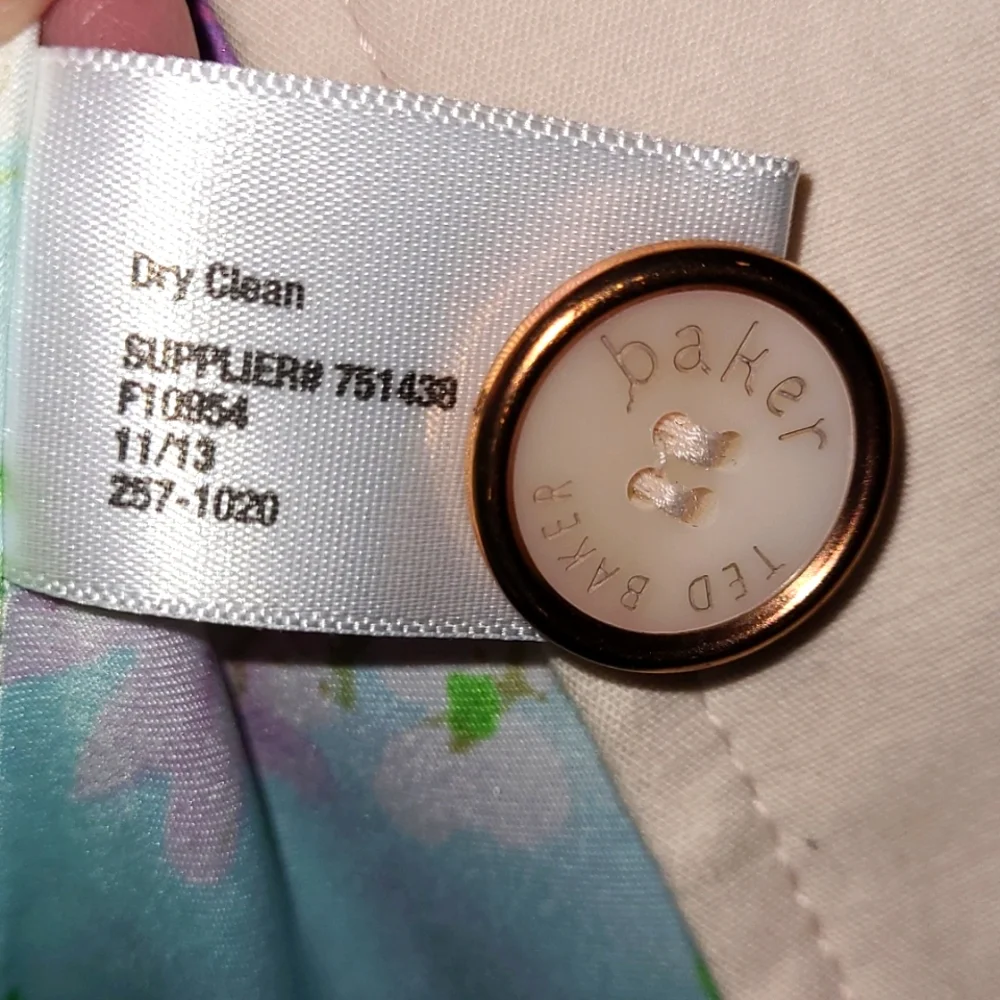 Dry Clean
SUPPLIER# 751439
F10954
11/13
257-1020
baker
TED BAKER